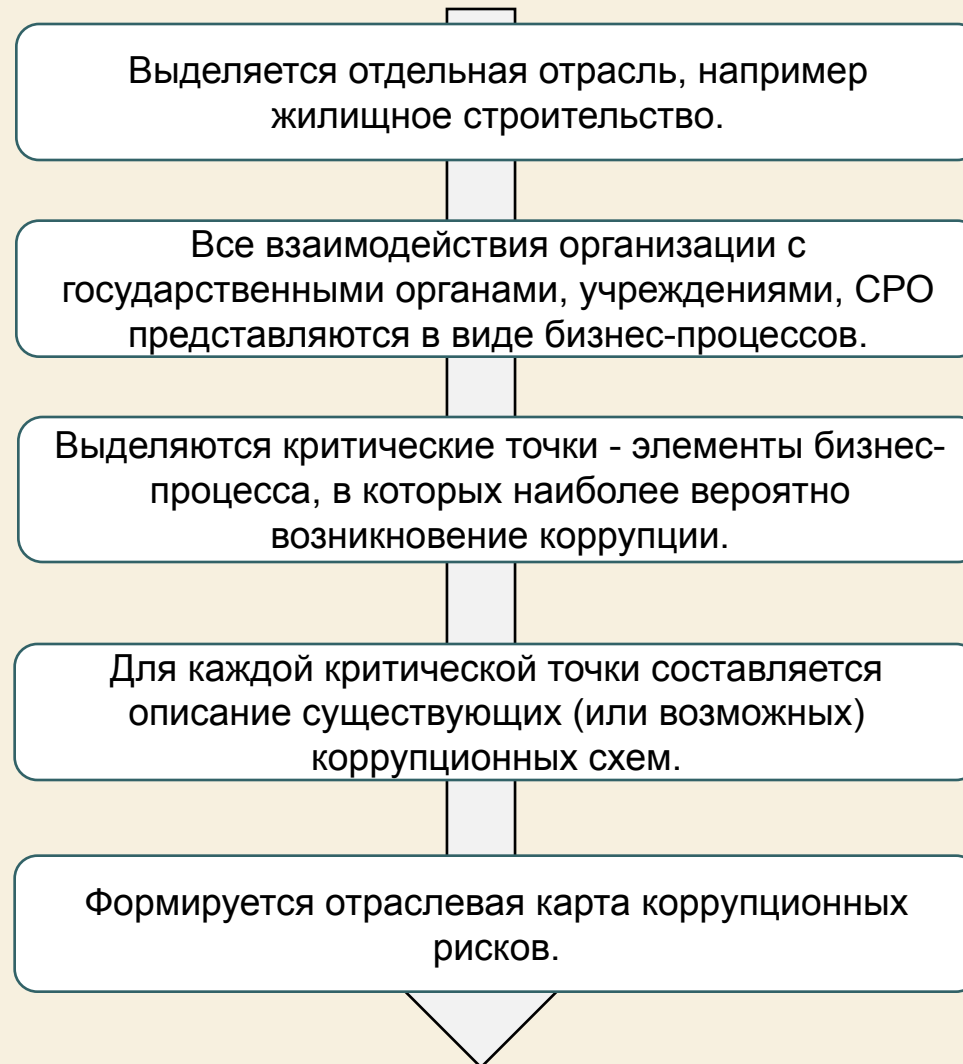 Выделяется отдельная отрасль, например
жилищное строительство.
Все взаимодействия организации с
государственными органами, учреждениями, СРО
представляются в виде бизнес-процессов.
Выделяются критические точки - элементы бизнес-
процесса, в которых наиболее вероятно
возникновение коррупции.
Для каждой критической точки составляется
описание существующих (или возможных)
коррупционных схем.
Формируется отраслевая карта коррупционных
рисков.